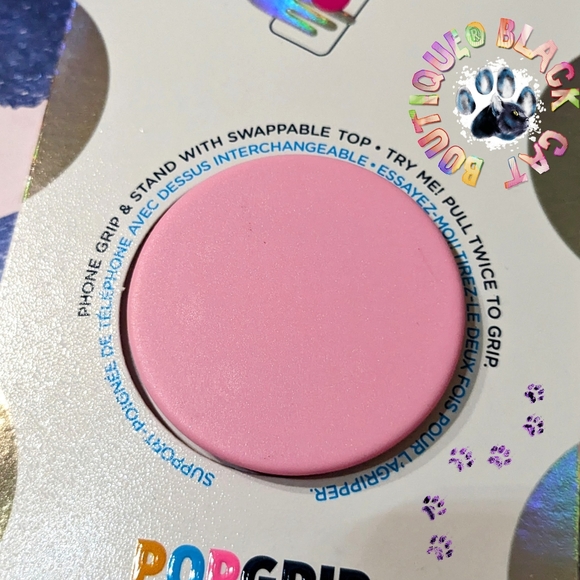 BLACK CAT BOUTIQUE®
PHONE GRIP & STAND WITH SWAPPABLE TOP • TRY ME! PULL TWICE TO GRIP.
SUPPORT-POIGNÉE DE TÉLÉPHONE AVEC DESSUS INTERCHANGEABLE • ESSAYEZ-MOI! TIREZ-LE DEUX FOIS POUR L'AGRIPPER.
POPGRIP